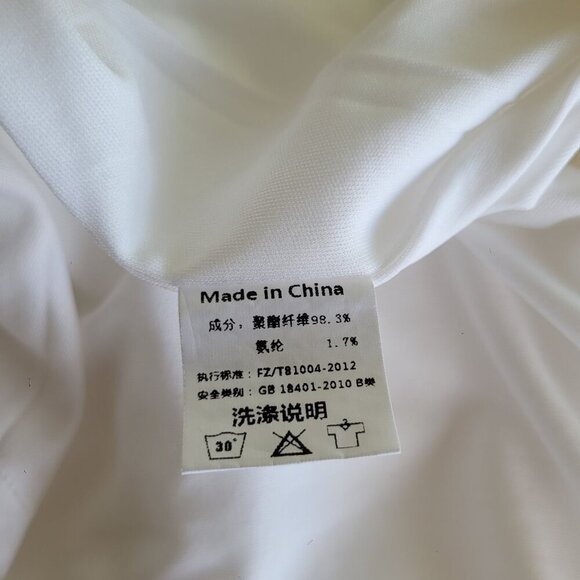 Made in China
成分: 聚酯纤维98.3%
氨纶 1.7%
执行标准: FZ/T81004-2012
安全类别: GB 18401-2010 B类
洗涤说明
30°